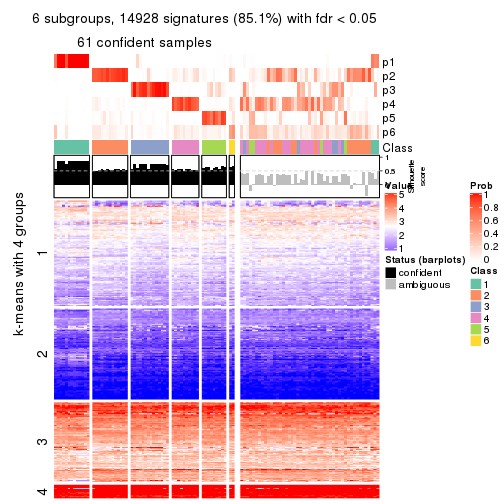 6 subgroups, 14928 signatures (85.1%) with fdr < 0.05
61 confident samples
p1
p2
p3
p4
p5
p6
Class
1
0.5
0
Silhouette
score
k-means with 4 groups
1
2
3
4
Value
5
4
3
2
1
Status (barplots)
confident
ambiguous
Prob
1
0.8
0.6
0.4
0.2
0
Class
1
2
3
4
5
6